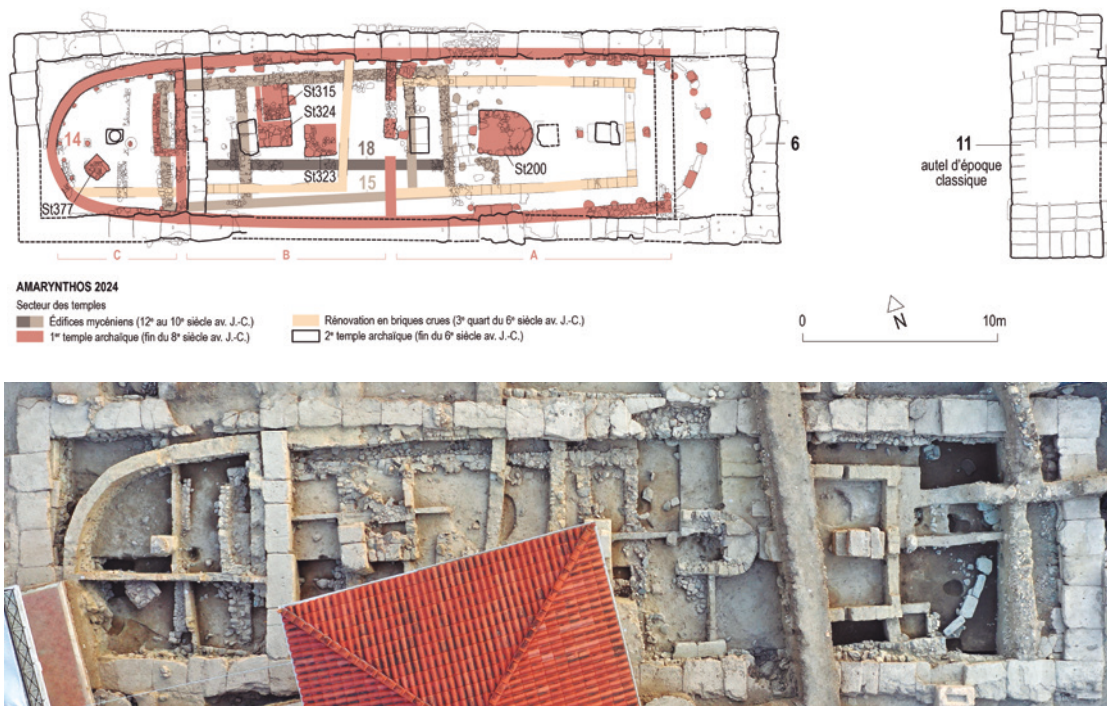 St315
St324
14
18
6
11
autel d'époque
classique
St323
St200
15
St377
C
B
A
AMARYNTHOS 2024
Secteur des temples
Édifices mycéniens (12e au 10e siècle av. J.-C.)
Rénovation en briques crues (3e quart du 6e siècle av. J.-C.)
1er temple archaïque (fin du 8e siècle av. J.-C.)
2e temple archaïque (fin du 6e siècle av. J.-C.)
N
0
10m